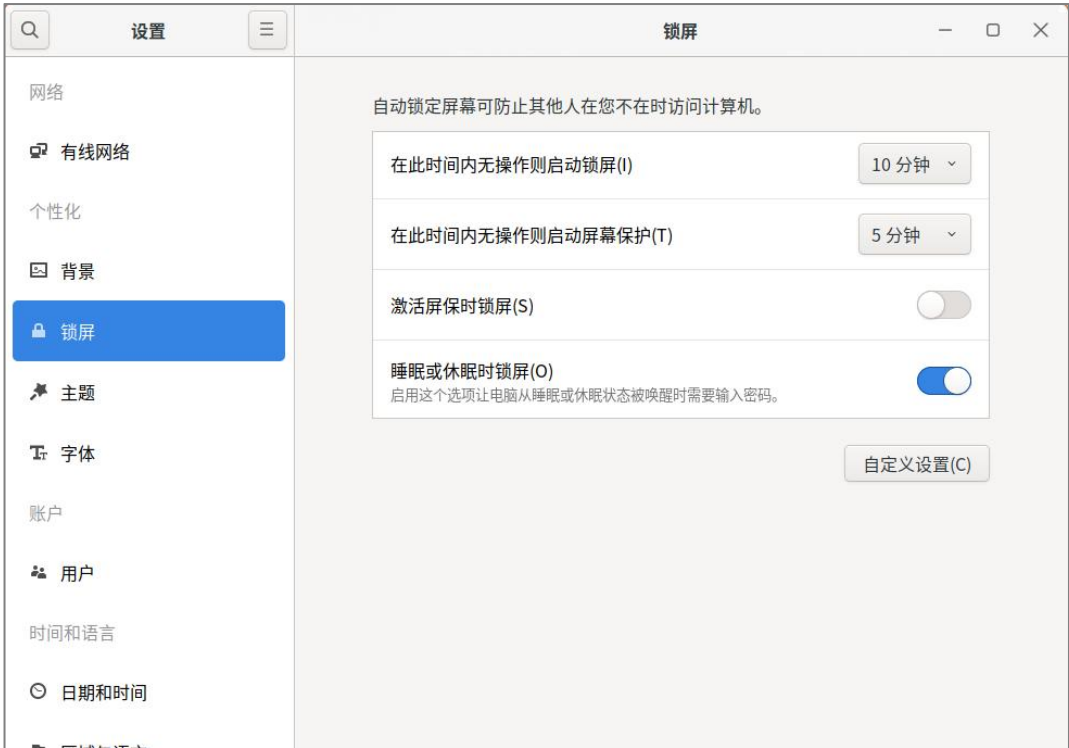 设置
锁屏
网络
有线网络
个性化
背景
锁屏
主题
字体
账户
用户
时间和语言
日期和时间
自动锁定屏幕可防止其他人在您不在时访问计算机。
在此时间内无操作则启动锁屏(I)
10 分钟
在此时间内无操作则启动屏幕保护(T)
5 分钟
激活屏保时锁屏(S)
睡眠或休眠时锁屏(O)
启用这个选项让电脑从睡眠或休眠状态被唤醒时需要输入密码。
自定义设置(C)